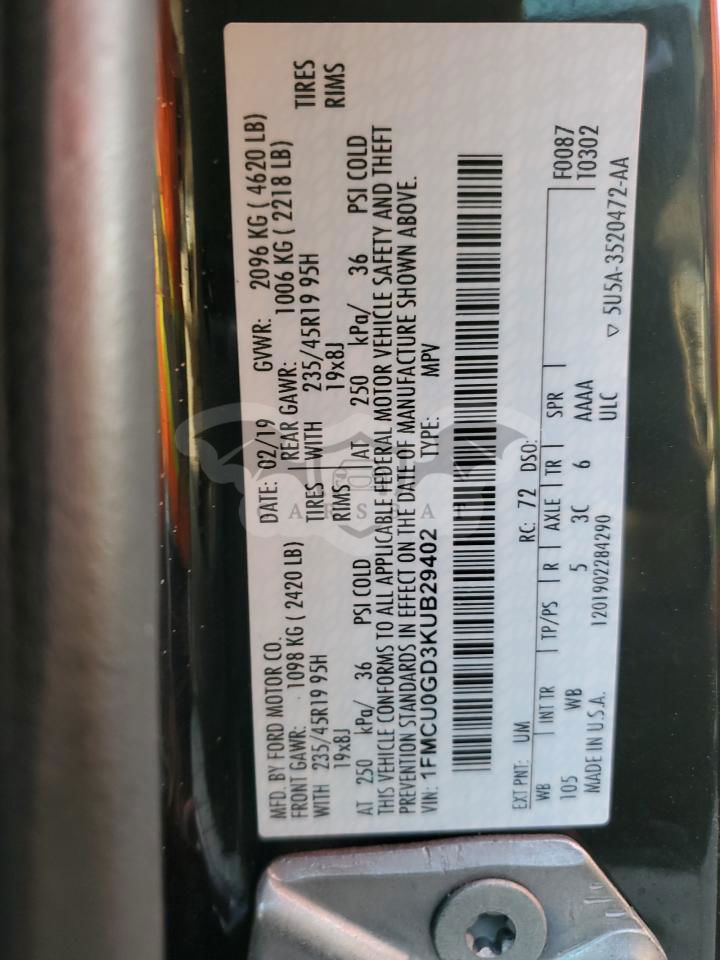 MFD. BY FORD MOTOR CO.
DATE: 02/19 GVWR: 2096 KG ( 4620 LB)
FRONT GAWR: 1098 KG ( 2420 LB) REAR GAWR: 1006 KG ( 2218 LB)
WITH 235/45R19 95H TIRES WITH 235/45R19 95H TIRES
19x8J RIMS 19x8J RIMS
AT 250 kPa/ 36 PSI COLD AT 250 kPa/ 36 PSI COLD
THIS VEHICLE CONFORMS TO ALL APPLICABLE FEDERAL MOTOR VEHICLE SAFETY AND THEFT
PREVENTION STANDARDS IN EFFECT ON THE DATE OF MANUFACTURE SHOWN ABOVE.
VIN: 1FMCU0GD3KUB29402 TYPE: MPV
EXT PNT: UM RC: 72 DSO: F0087
WB INT TR TP/PS R AXLE TR SPR T0302
105 WB 5 3C 6 AAAA
MADE IN U.S.A. 1201902284290 ULC ▽ 5U5A-3520472-AA